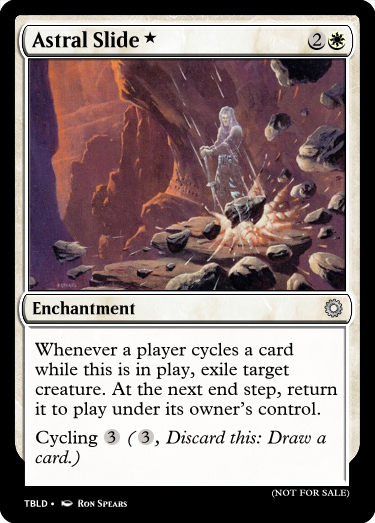 Astral Slide ★ 2
Enchantment
Whenever a player cycles a card
while this is in play, exile target
creature. At the next end step, return
it to play under its owner's control.
Cycling 3 (3, Discard this: Draw a
card.)
(NOT FOR SALE)
TBLD • Ron Spears